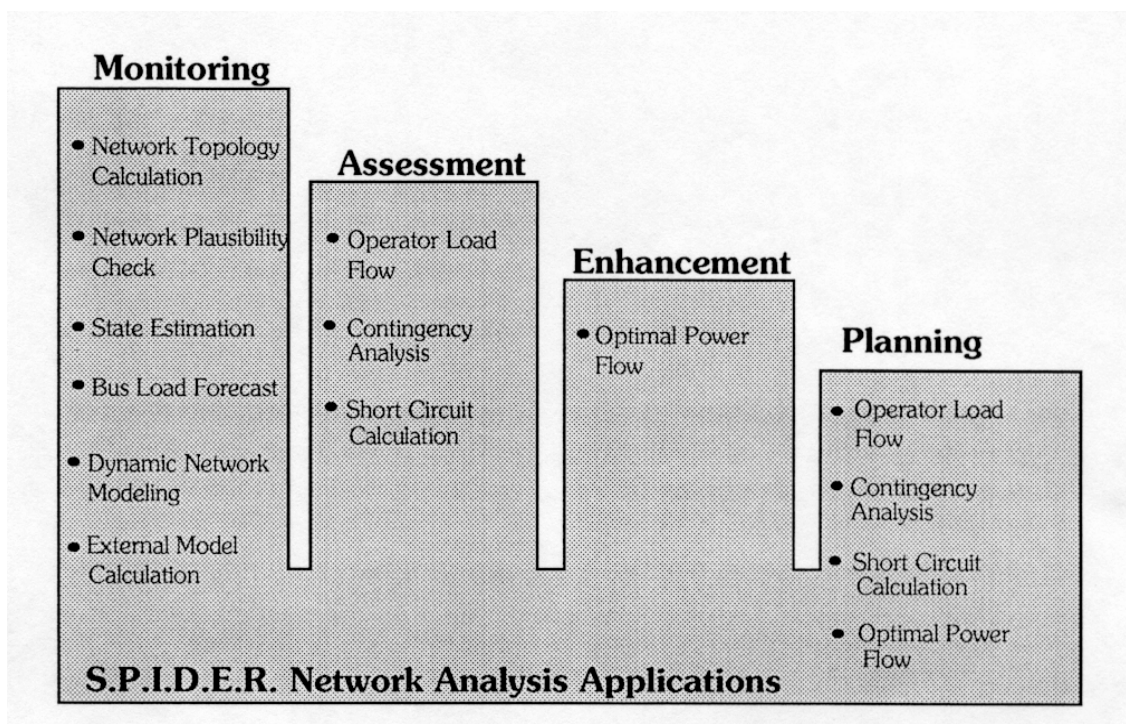 Monitoring
• Network Topology
Calculation
• Network Plausibility
Check
• State Estimation
• Bus Load Forecast
• Dynamic Network
Modeling
• External Model
Calculation
Assessment
• Operator Load
Flow
• Contingency
Analysis
• Short Circuit
Calculation
Enhancement
• Optimal Power
Flow
Planning
• Operator Load
Flow
• Contingency
Analysis
• Short Circuit
Calculation
• Optimal Power
Flow
S.P.I.D.E.R. Network Analysis Applications